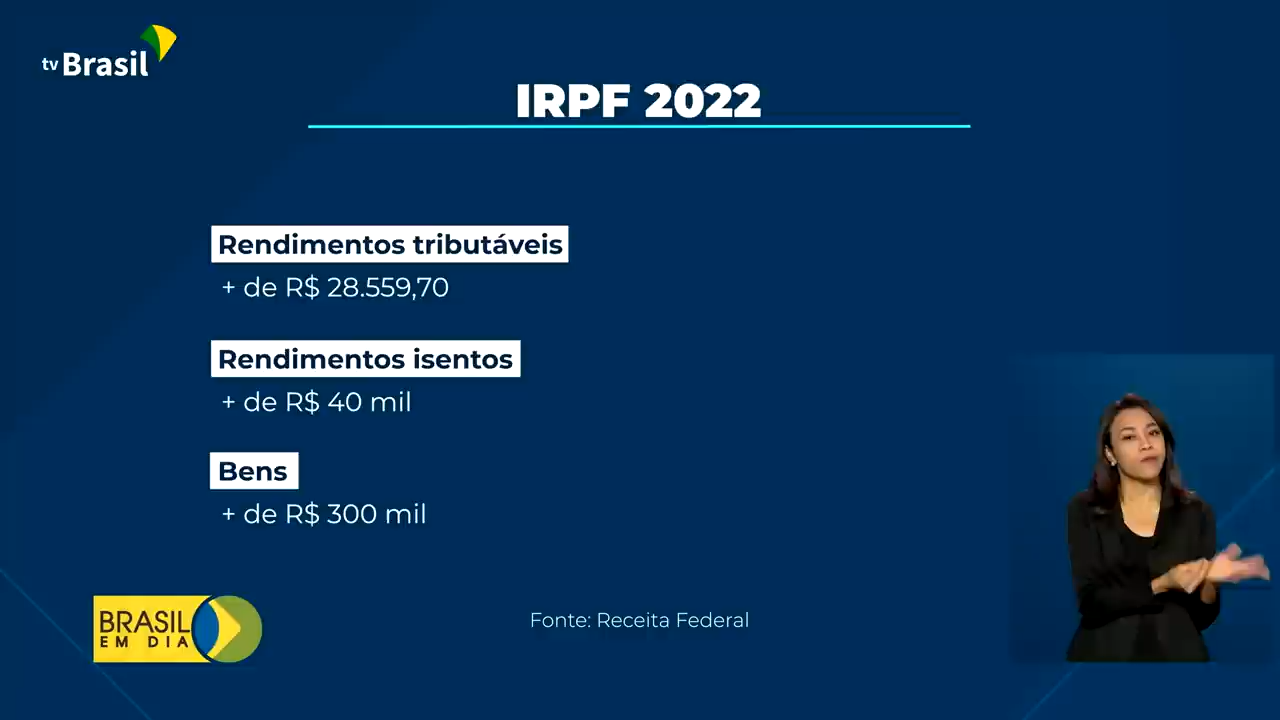 tv Brasil
IRPF 2022
Rendimentos tributáveis
+ de R$ 28.559,70
Rendimentos isentos
+ de R$ 40 mil
Bens
+ de R$ 300 mil
BRASIL
EM DIA
Fonte: Receita Federal